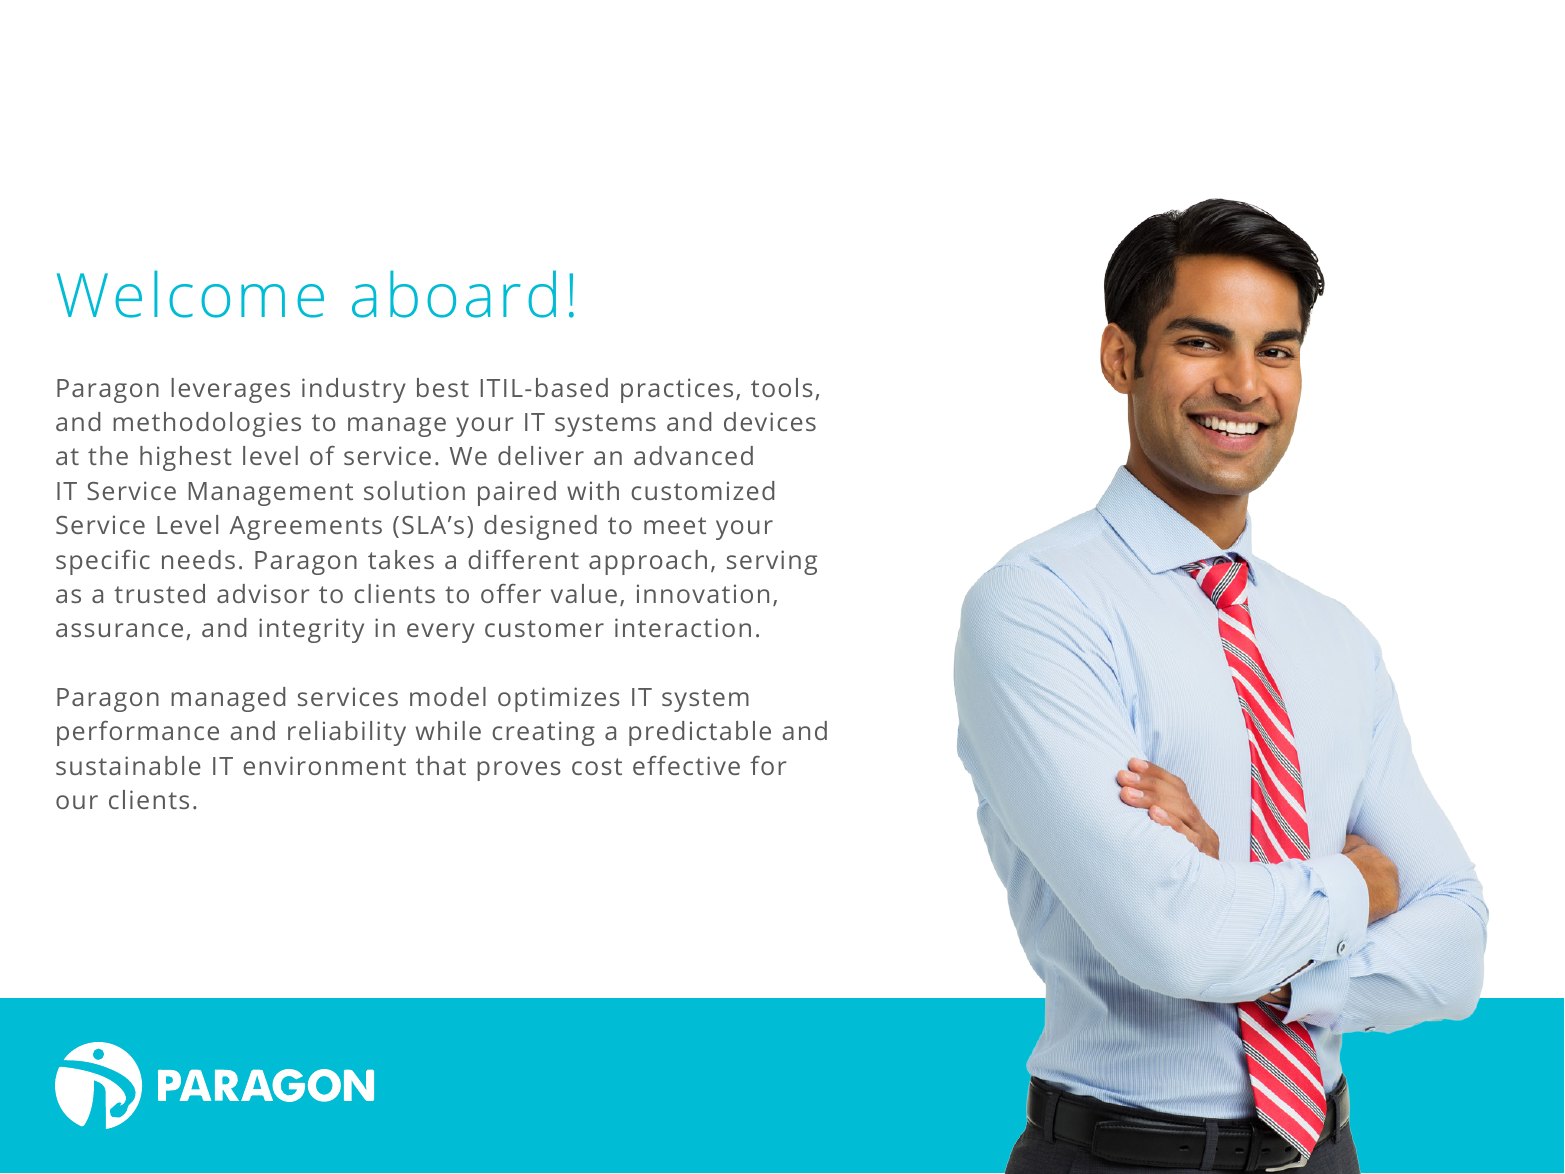 Welcome aboard!
Paragon leverages industry best ITIL-based practices, tools,
and methodologies to manage your IT systems and devices
at the highest level of service. We deliver an advanced
IT Service Management solution paired with customized
Service Level Agreements (SLA’s) designed to meet your
specific needs. Paragon takes a different approach, serving
as a trusted advisor to clients to offer value, innovation,
assurance, and integrity in every customer interaction.
Paragon managed services model optimizes IT system
performance and reliability while creating a predictable and
sustainable IT environment that proves cost effective for
our clients.
PARAGON